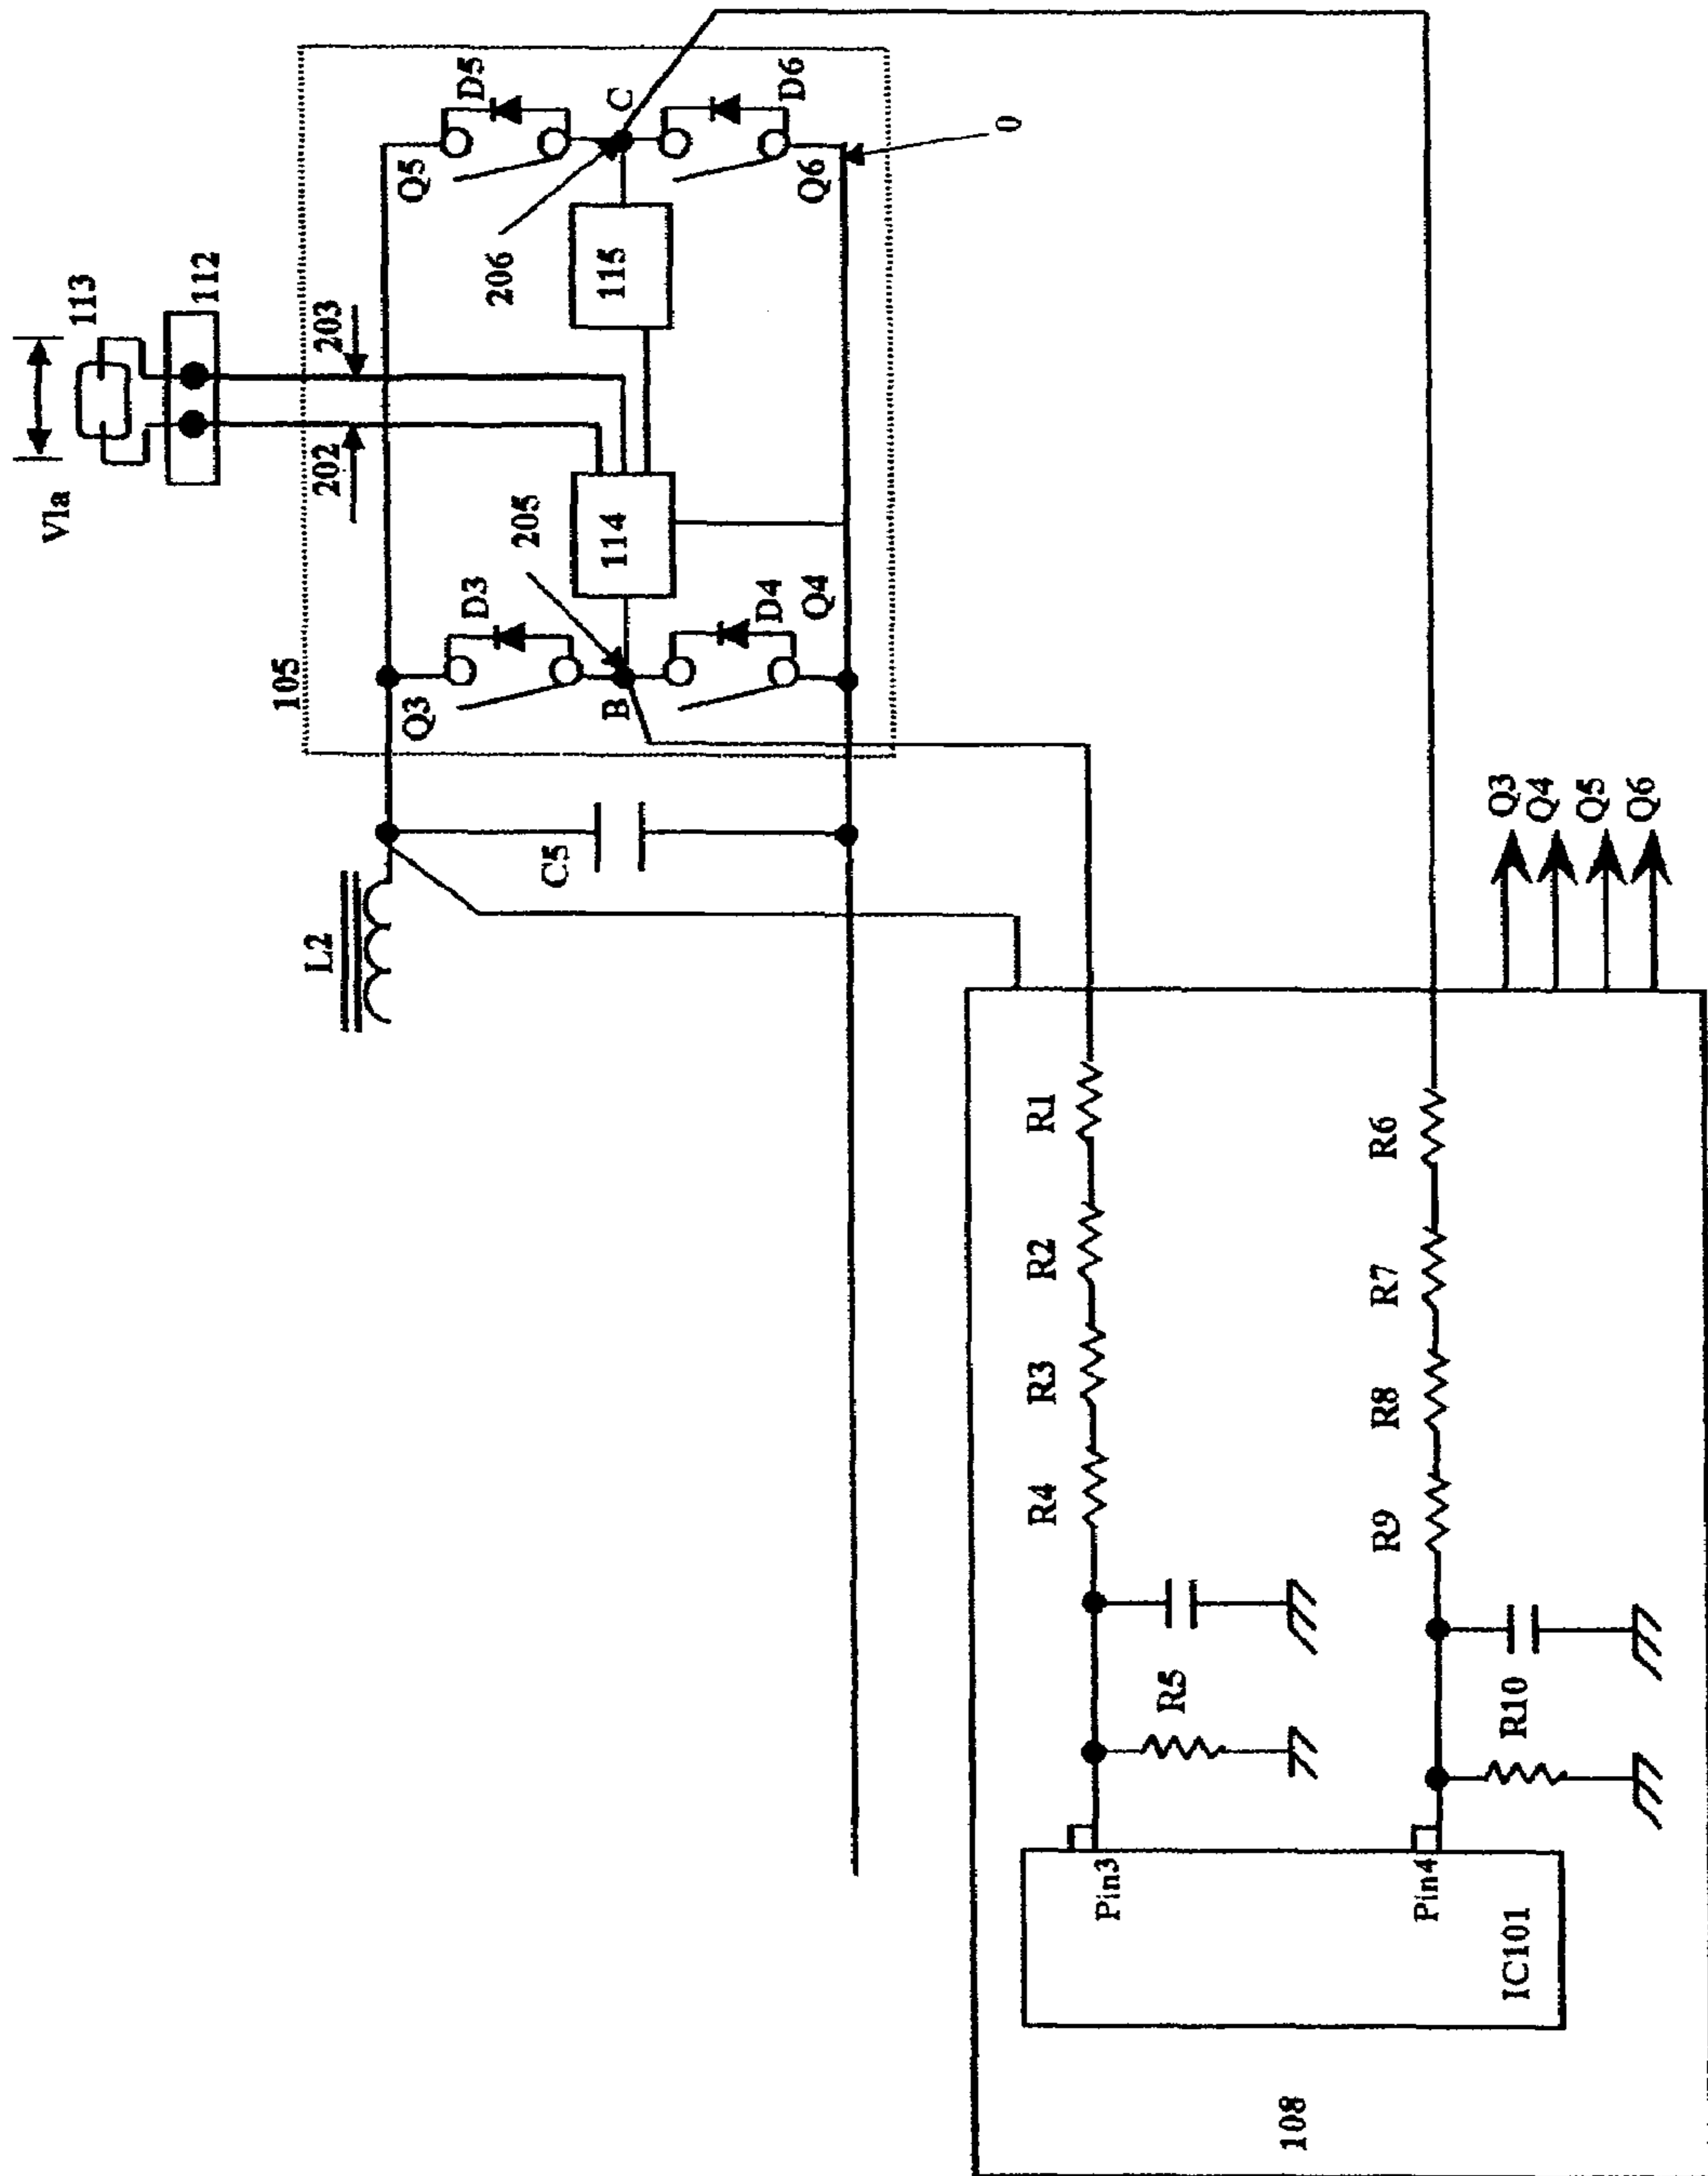 Vla
113
112
202
203
105
L2
C5
Q3
D3
B
205
114
D4
Q4
206
115
Q5
D5
C
D6
Q6
0
Q3
Q4
Q5
Q6
R4
R3
R2
R1
R5
R9
R8
R7
R6
R10
Pin3
Pin4
IC101
108